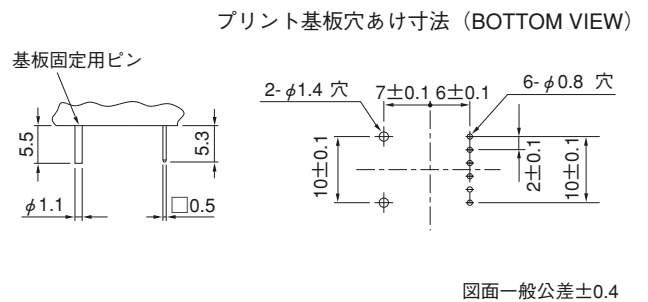 プリント基板穴あけ寸法（BOTTOM VIEW）
基板固定用ピン
2-φ1.4 穴
7±0.1
6±0.1
6-φ0.8 穴
5.5
5.3
10±0.1
2±0.1
10±0.1
φ1.1
□0.5
図面一般公差±0.4